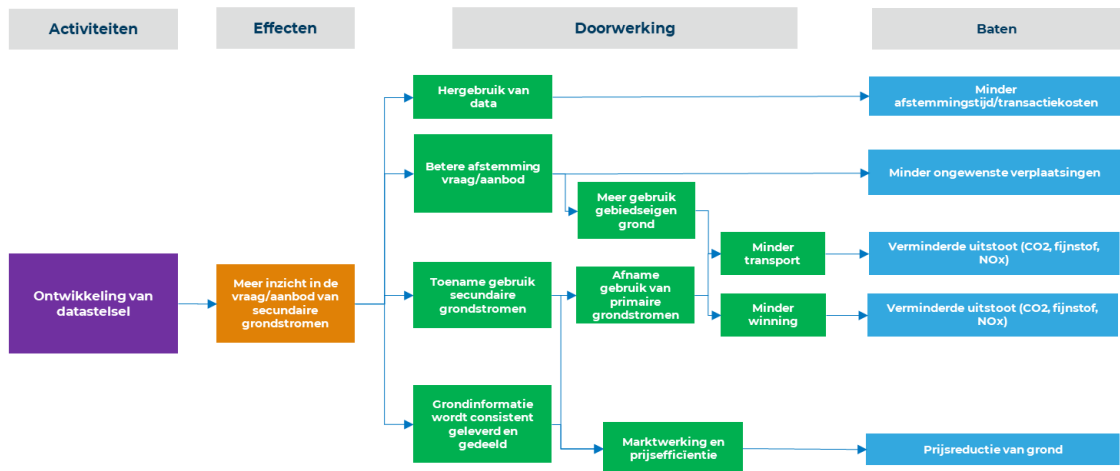 Activiteiten
Effecten
Doorwerking
Baten
Hergebruik van
data
Minder
afstemmingstijd/transactiekosten
Betere afstemming
vraag/aanbod
Minder ongewenste verplaatsingen
Meer gebruik
gebiedseigen
grond
Minder
transport
Verminderde uitstoot (CO2, fijnstof,
NOx)
Ontwikkeling van
datastelsel
Meer inzicht in de
vraag/aanbod van
secundaire
grondstromen
Toename gebruik
secundaire
grondstromen
Afname
gebruik van
primaire
grondstromen
Minder
winning
Verminderde uitstoot (CO2, fijnstof,
NOx)
Grondinformatie
wordt consistent
geleverd en
gedeeld
Marktwerking en
prijsefficientie
Prijsreductie van grond